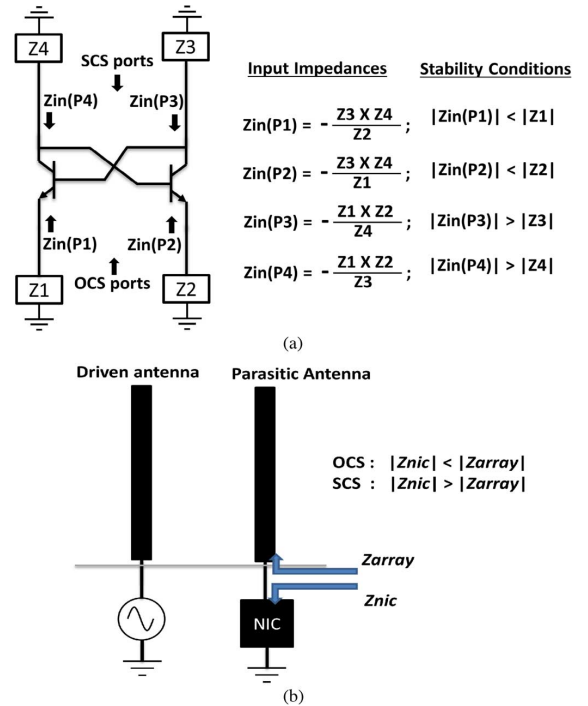 Z4
Z3
SCS ports
Zin(P4)
Zin(P3)
Zin(P1)
Zin(P2)
OCS ports
Z1
Z2
Input Impedances
Stability Conditions
Zin(P1) = - Z3 X Z4 / Z2 ; |Zin(P1)| < |Z1|
Zin(P2) = - Z3 X Z4 / Z1 ; |Zin(P2)| < |Z2|
Zin(P3) = - Z1 X Z2 / Z4 ; |Zin(P3)| > |Z3|
Zin(P4) = - Z1 X Z2 / Z3 ; |Zin(P4)| > |Z4|
(a)
Driven antenna
Parasitic Antenna
OCS : |Znic| < |Zarray|
SCS : |Znic| > |Zarray|
Zarray
Znic
NIC
(b)